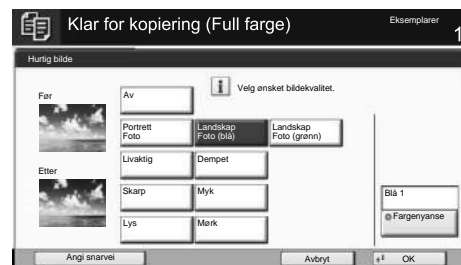 Klar for kopiering (Full farge)
Eksemplarer
1
Hurtig bilde
Velg ønsket bildekvalitet.
Før
Av
Portrett
Foto
Landskap
Foto (blå)
Landskap
Foto (grønn)
Etter
Livaktig
Dempet
Skarp
Myk
Lys
Mørk
Blå 1
Fargenyanse
Angi snarvei
Avbryt
OK